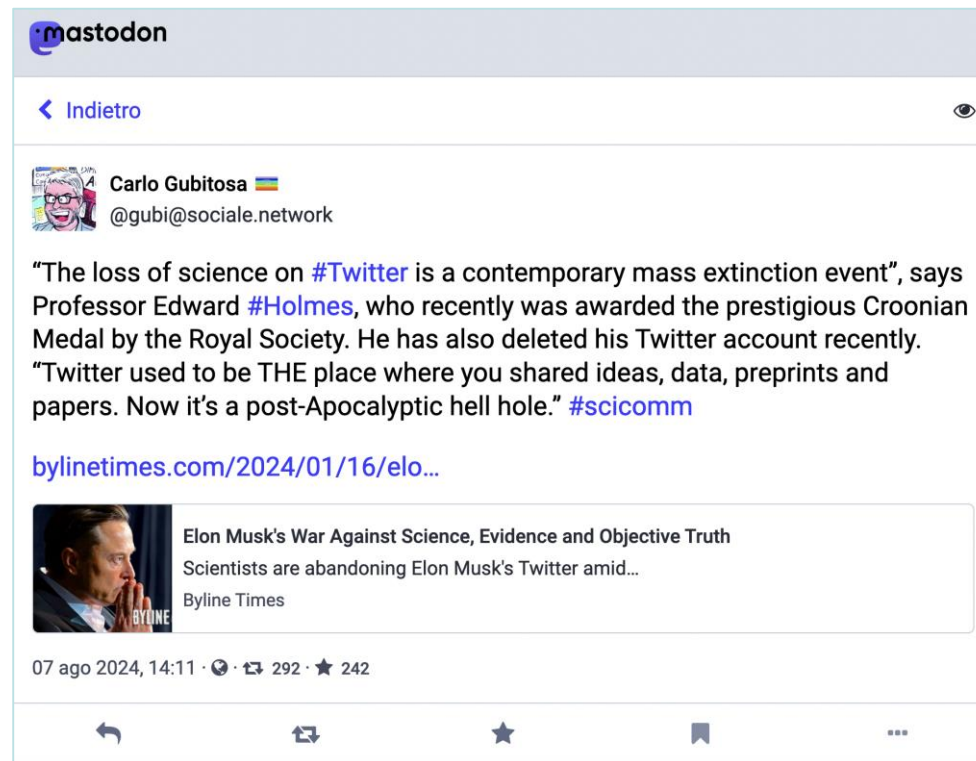 mastodon
Indietro
Carlo Gubitosa
@gubi@sociale.network
“The loss of science on #Twitter is a contemporary mass extinction event”, says
Professor Edward #Holmes, who recently was awarded the prestigious Croonian
Medal by the Royal Society. He has also deleted his Twitter account recently.
“Twitter used to be THE place where you shared ideas, data, preprints and
papers. Now it’s a post-Apocalyptic hell hole.” #scicomm
bylinetimes.com/2024/01/16/elo…
Elon Musk's War Against Science, Evidence and Objective Truth
Scientists are abandoning Elon Musk's Twitter amid…
Byline Times
BYLINE
07 ago 2024, 14:11 · · 292 · 242